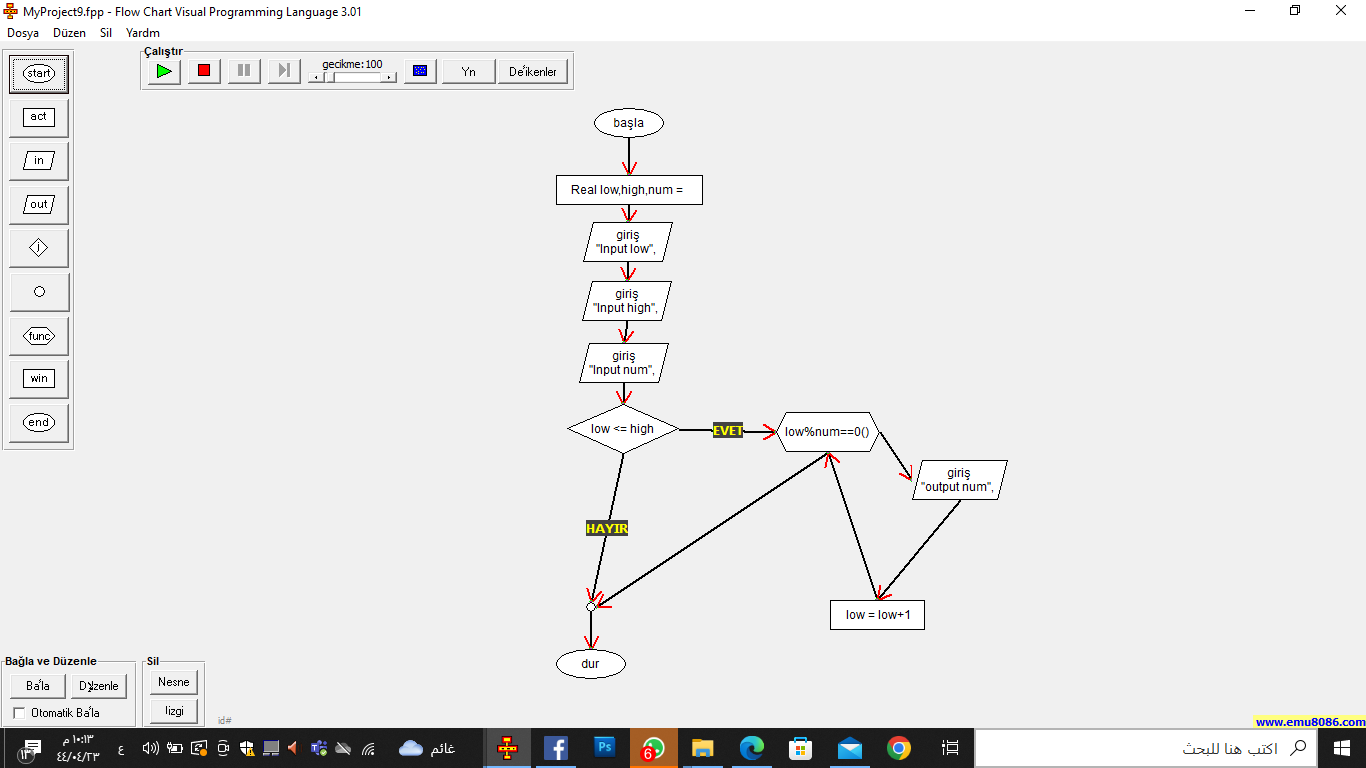 MyProject9.fpp - Flow Chart Visual Programming Language 3.01
Dosya Düzen Sil Yardm
start
act
in
out
j
func
win
end
Çalıştır
gecikme:100
Yn
De'ikenler
başla
Real low,high,num =
giriş
"Input low",
giriş
"Input high",
giriş
"Input num",
low <= high
EVET
low%num==0()
giriş
"output num",
HAYIR
low = low+1
dur
Bağla ve Düzenle
Ba'la
Otomatik Ba'la
Sil
Nesne
lizgi
id#
www.emu8086.com
١٠:١٣ م
٤٤/٠٤/٢٣
١٣
ع
غائم
Ps
6
اكتب هنا للبحث